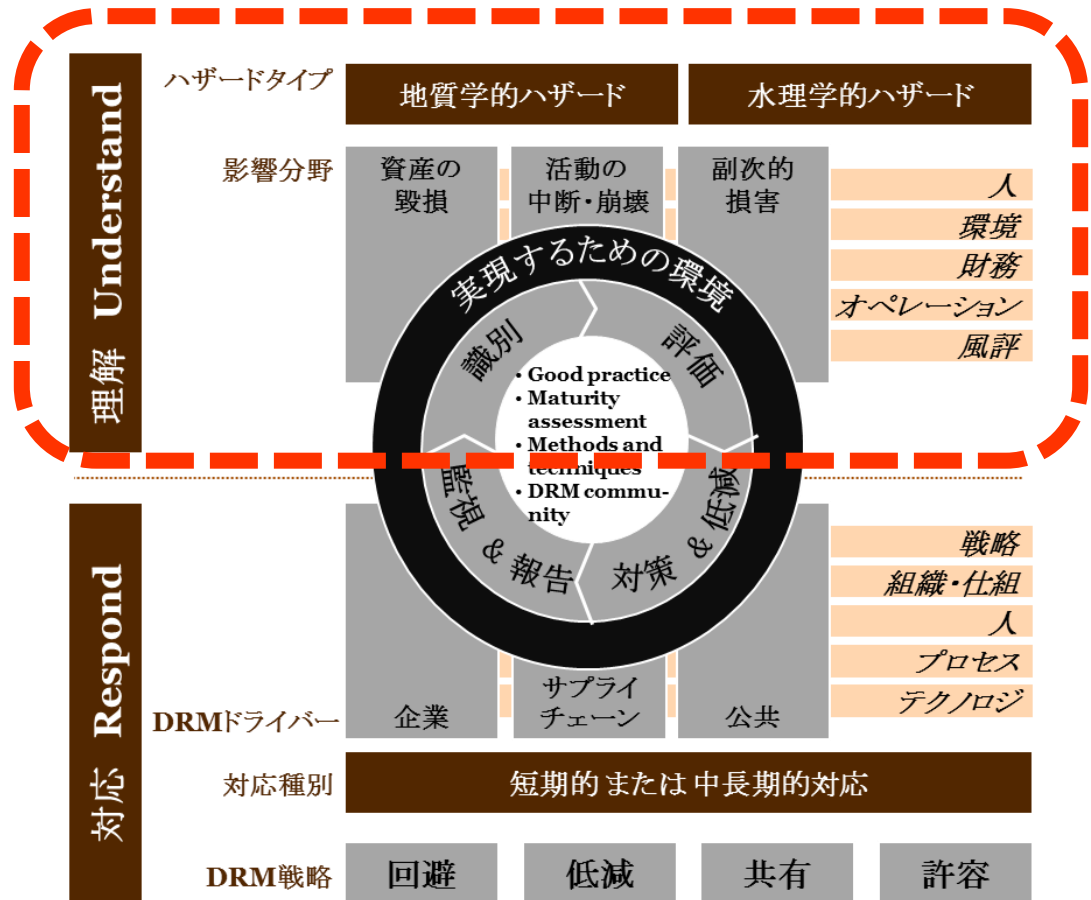 理解 Understand
ハザードタイプ
地質学的ハザード
水理学的ハザード
影響分野
資産の
毀損
活動の
中断・崩壊
副次的
損害
人
環境
財務
オペレーション
風評
実現するための環境
識別
評価
対策 & 低減
監視 & 報告
• Good practice
• Maturity
assessment
• Methods and
techniques
• DRM commu-
nity
対応 Respond
DRMドライバー
企業
サプライ
チェーン
公共
戦略
組織・仕組
人
プロセス
テクノロジ
対応種別
短期的 または 中長期的対応
DRM戦略
回避
低減
共有
許容